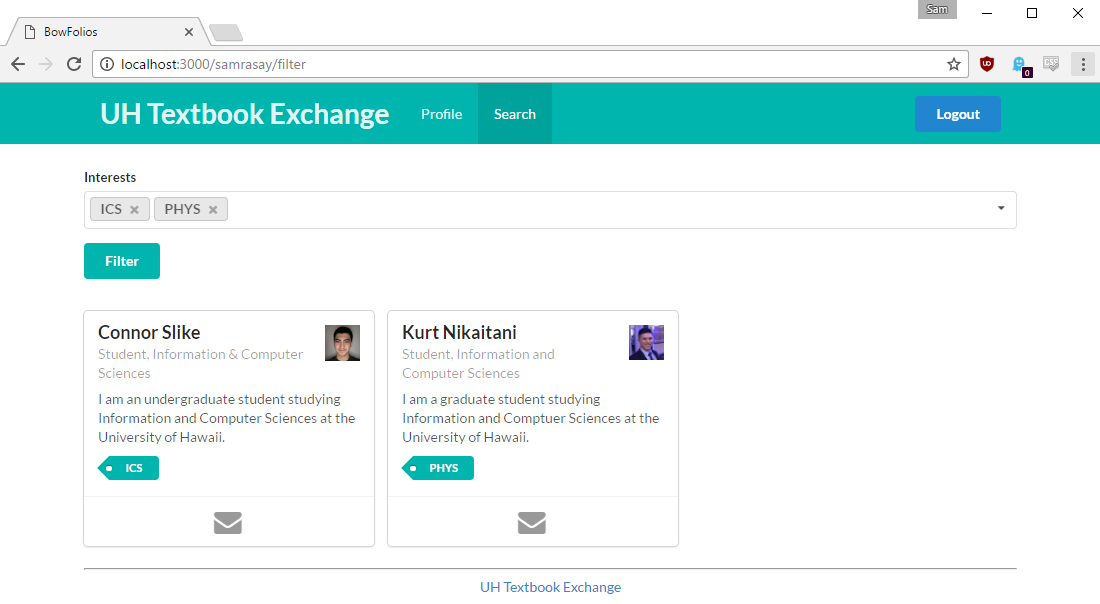 Sam
BowFolios
localhost:3000/samrasay/filter
UD
0
CSS
UH Textbook Exchange
Profile
Search
Logout
Interests
ICS
PHYS
Filter
Connor Slike
Student, Information & Computer
Sciences
I am an undergraduate student studying
Information and Computer Sciences at the
University of Hawaii.
ICS
Kurt Nikaitani
Student, Information and
Computer Sciences
I am a graduate student studying
Information and Comptuer Sciences at the
University of Hawaii.
PHYS
UH Textbook Exchange